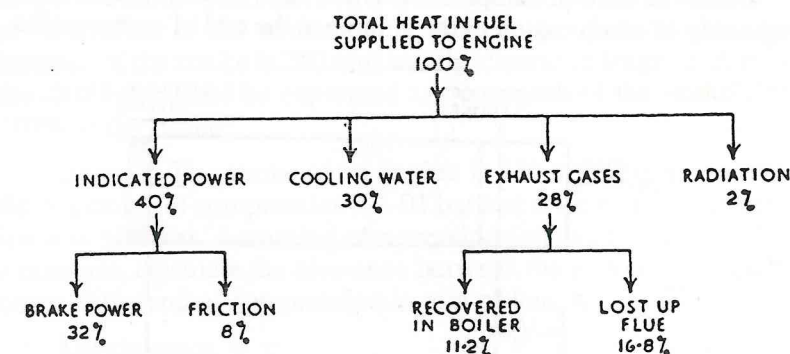 TOTAL HEAT IN FUEL
SUPPLIED TO ENGINE
100%
INDICATED POWER
40%
COOLING WATER
30%
EXHAUST GASES
28%
RADIATION
2%
BRAKE POWER
32%
FRICTION
8%
RECOVERED
IN BOILER
11·2%
LOST UP
FLUE
16·8%